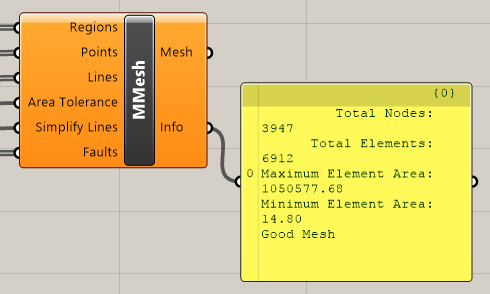 Regions
Points
Lines
Area Tolerance
Simplify Lines
Faults
MMesh
Mesh
Info
{0}
0
Total Nodes:
3947
Total Elements:
6912
Maximum Element Area:
1050577.68
Minimum Element Area:
14.80
Good Mesh